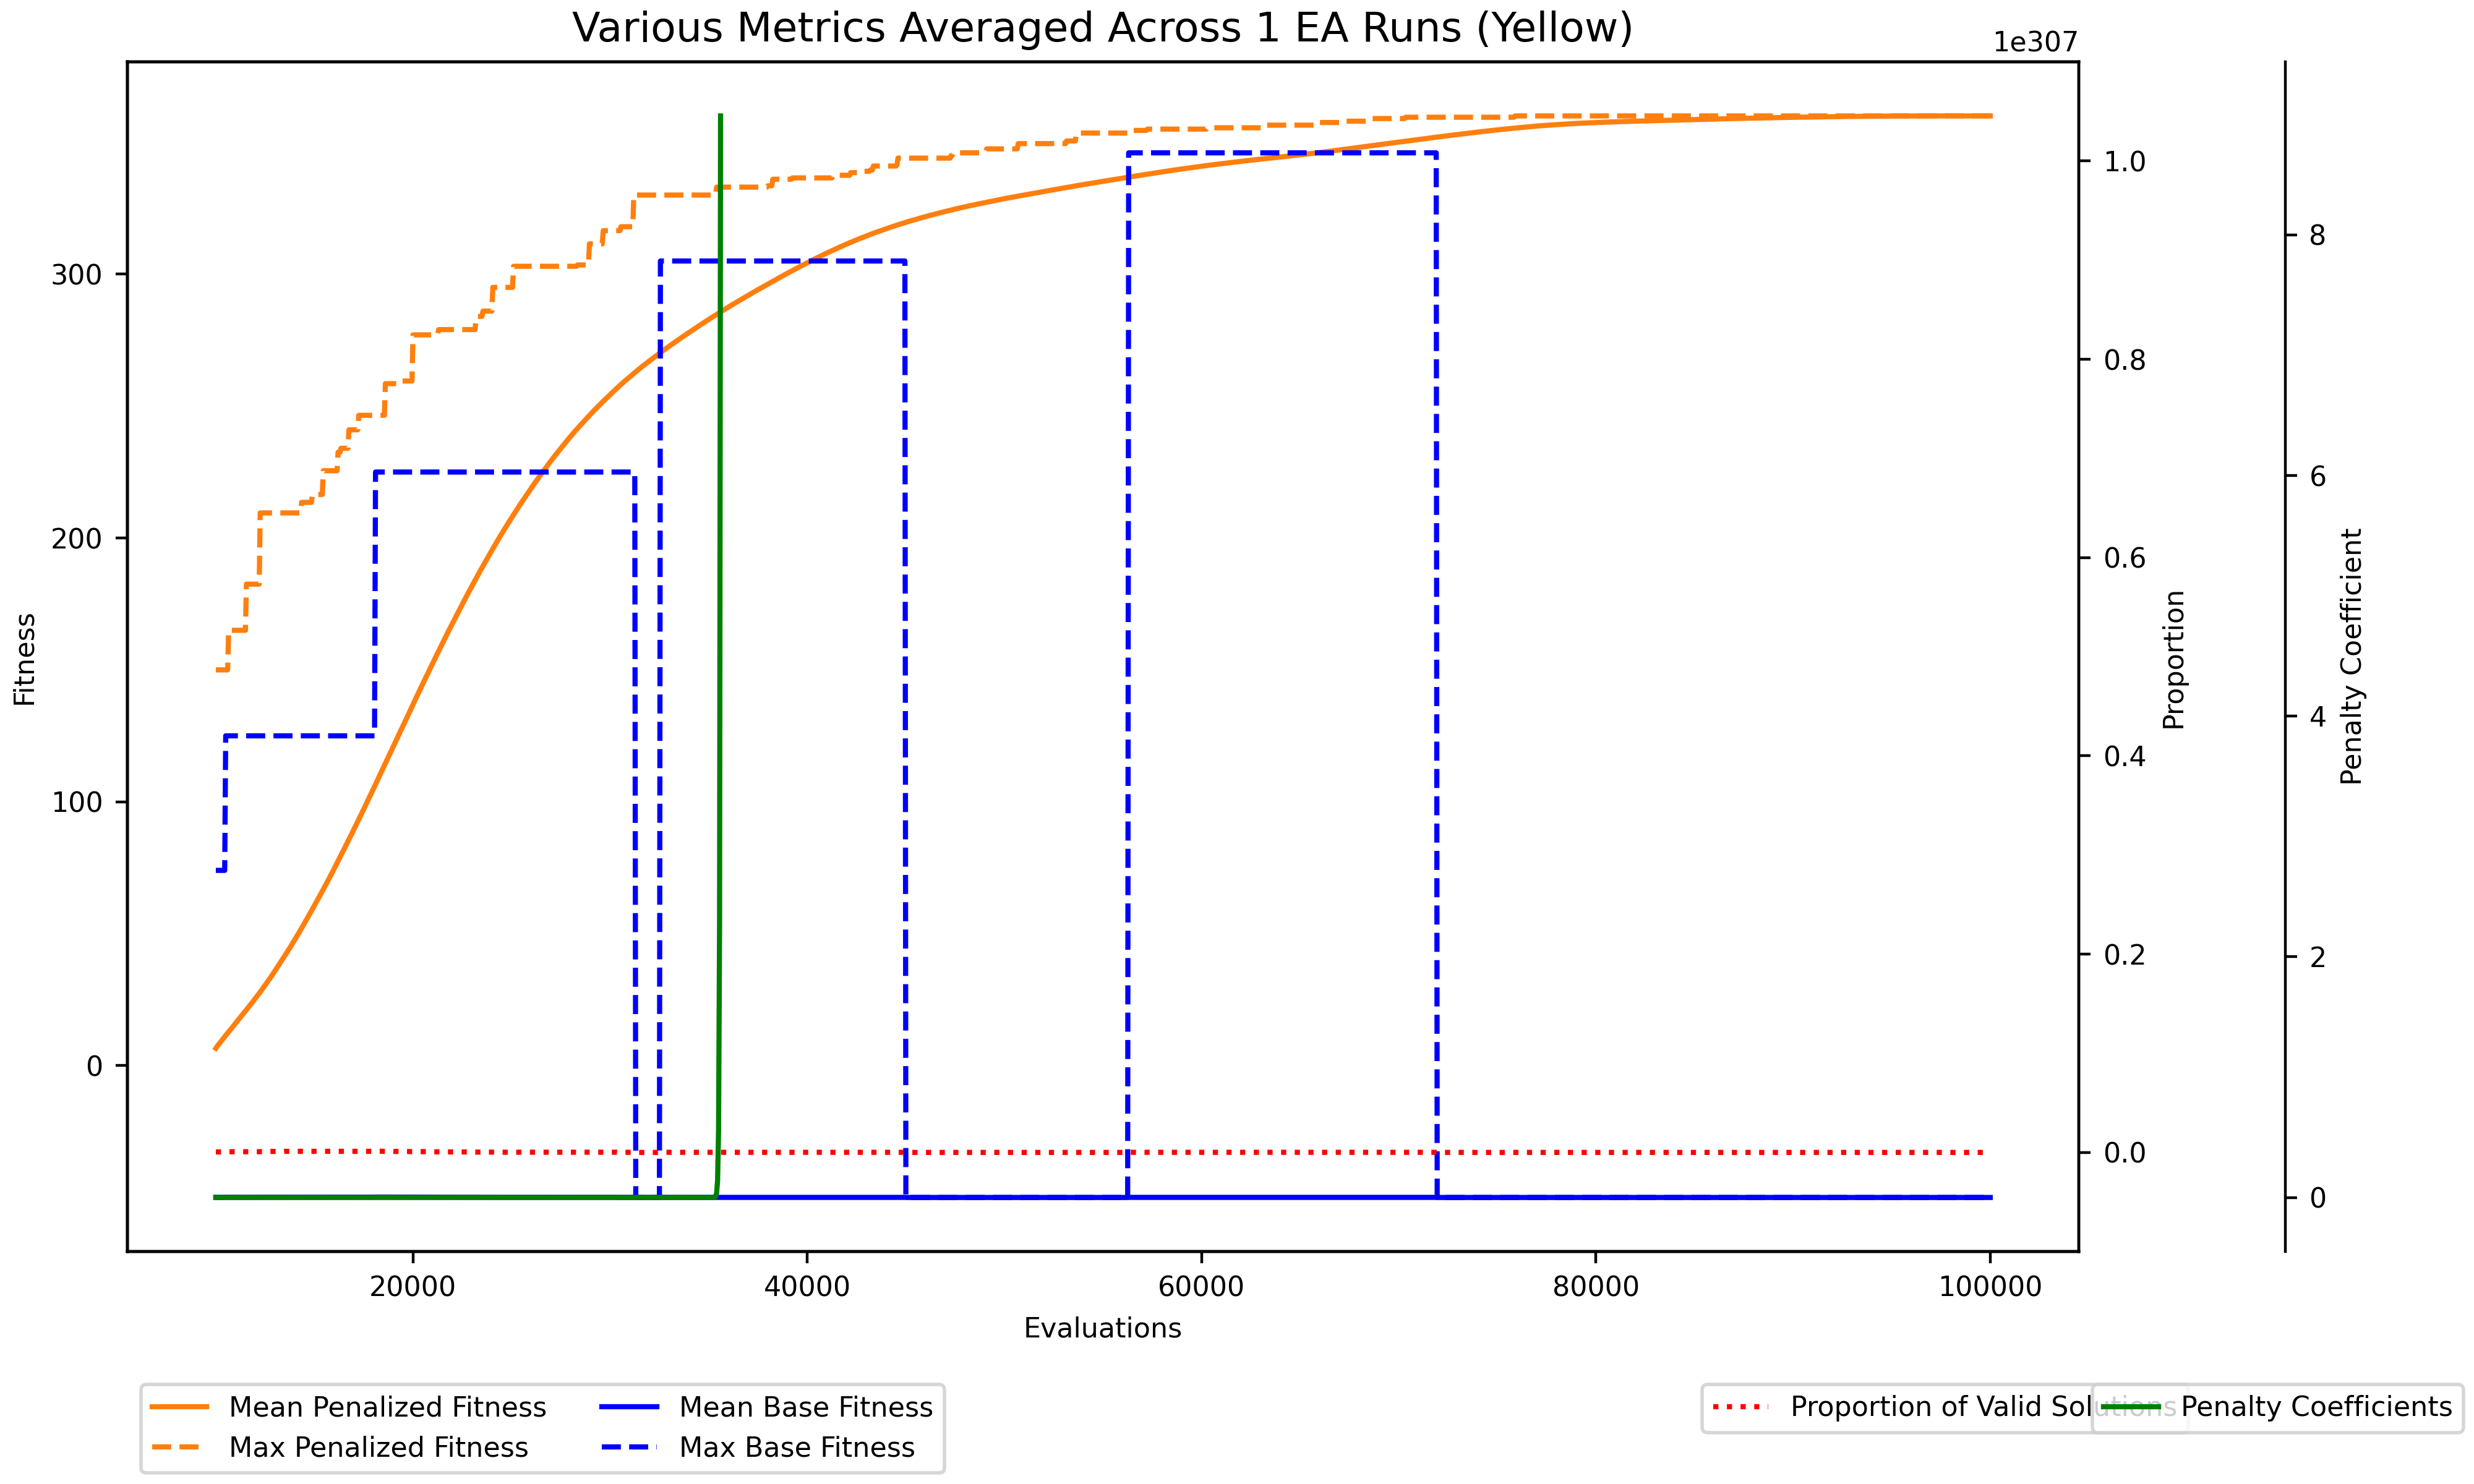 Various Metrics Averaged Across 1 EA Runs (Yellow)
1e307
300
200
100
0
Fitness
1.0
0.8
0.6
0.4
0.2
0.0
Proportion
8
6
4
2
0
Penalty Coefficient
20000
40000
60000
80000
100000
Evaluations
Mean Penalized Fitness
Max Penalized Fitness
Mean Base Fitness
Max Base Fitness
Proportion of Valid Solutions
Penalty Coefficients